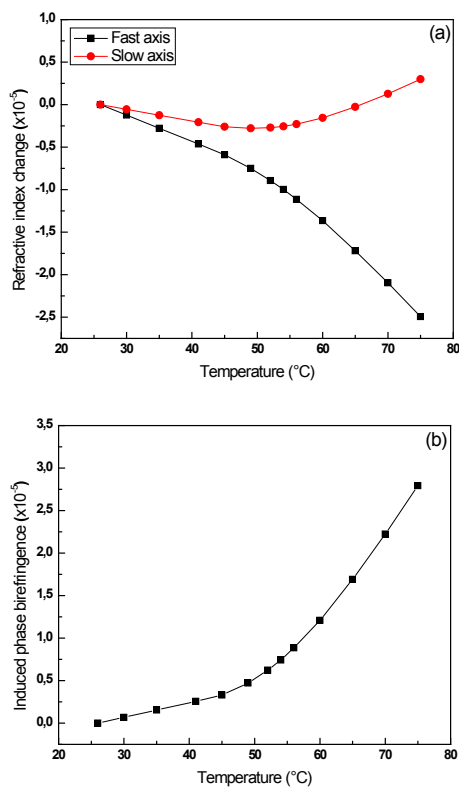 (a)
Fast axis
Slow axis
Refractive index change (x10⁻⁵)
1,0
0,5
0,0
-0,5
-1,0
-1,5
-2,0
-2,5
20 30 40 50 60 70 80
Temperature (°C)
(b)
Induced phase birefringence (x10⁻⁵)
3,5
3,0
2,5
2,0
1,5
1,0
0,5
0,0
20 30 40 50 60 70 80
Temperature (°C)